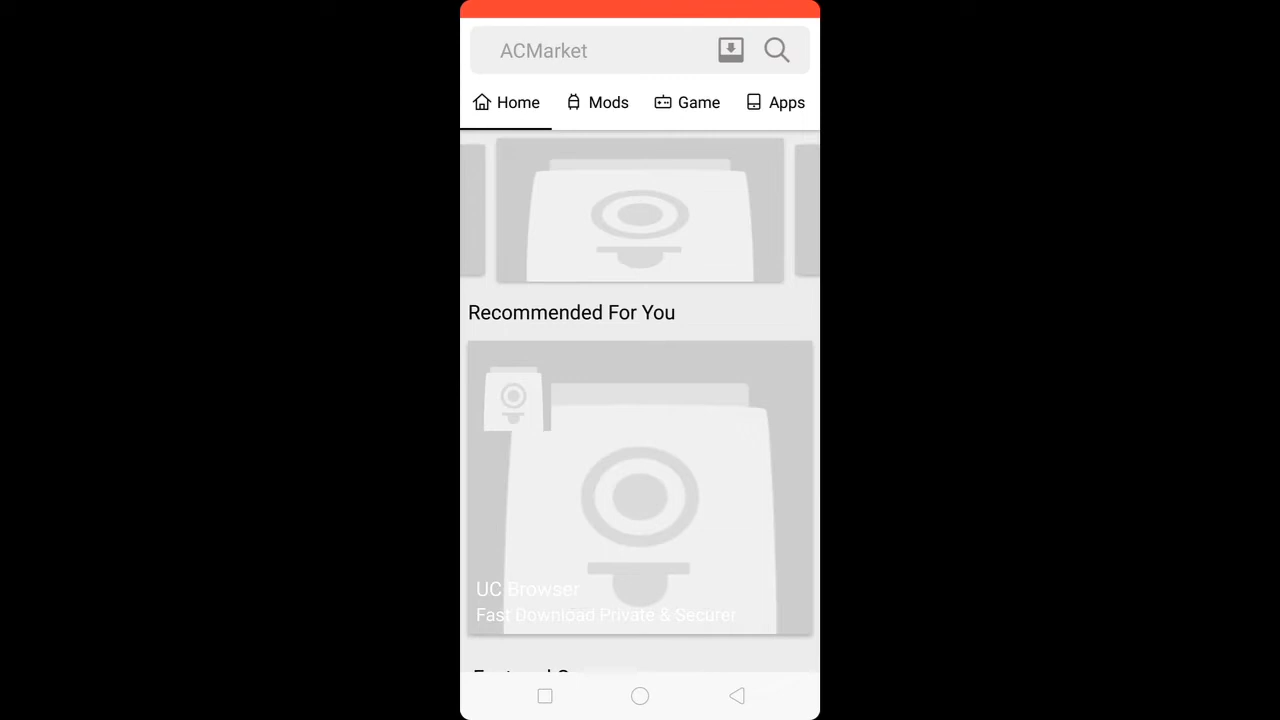 ACMarket
Home Mods Game Apps
Recommended For You
UC Browser
Fast Download Private & Securer